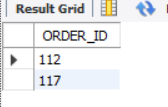 Result Grid
ORDER_ID
112
117